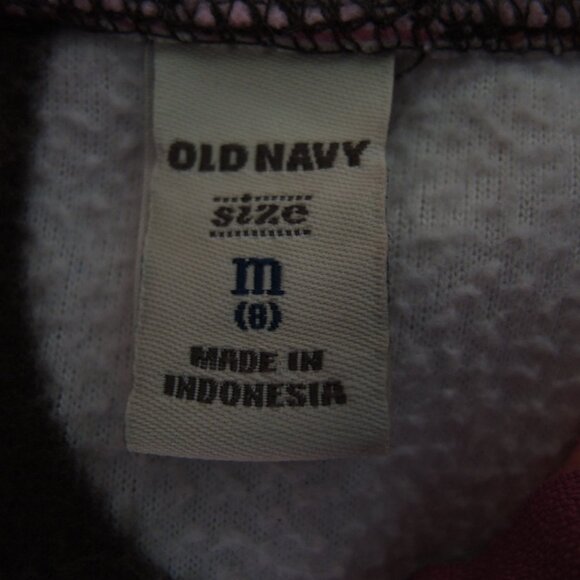 OLD NAVY
size
m
(8)
MADE IN
INDONESIA